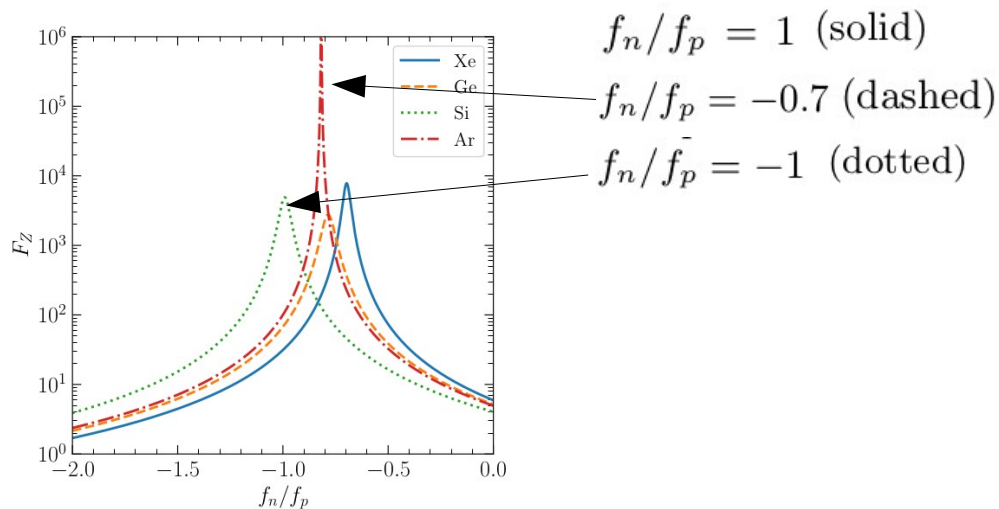 10^6
10^5
10^4
10^3
10^2
10^1
10^0
F_Z
Xe
Ge
Si
Ar
−2.0 −1.5 −1.0 −0.5 0.0
f_n/f_p
f_n/f_p = 1 (solid)
f_n/f_p = −0.7 (dashed)
f_n/f_p = −1 (dotted)